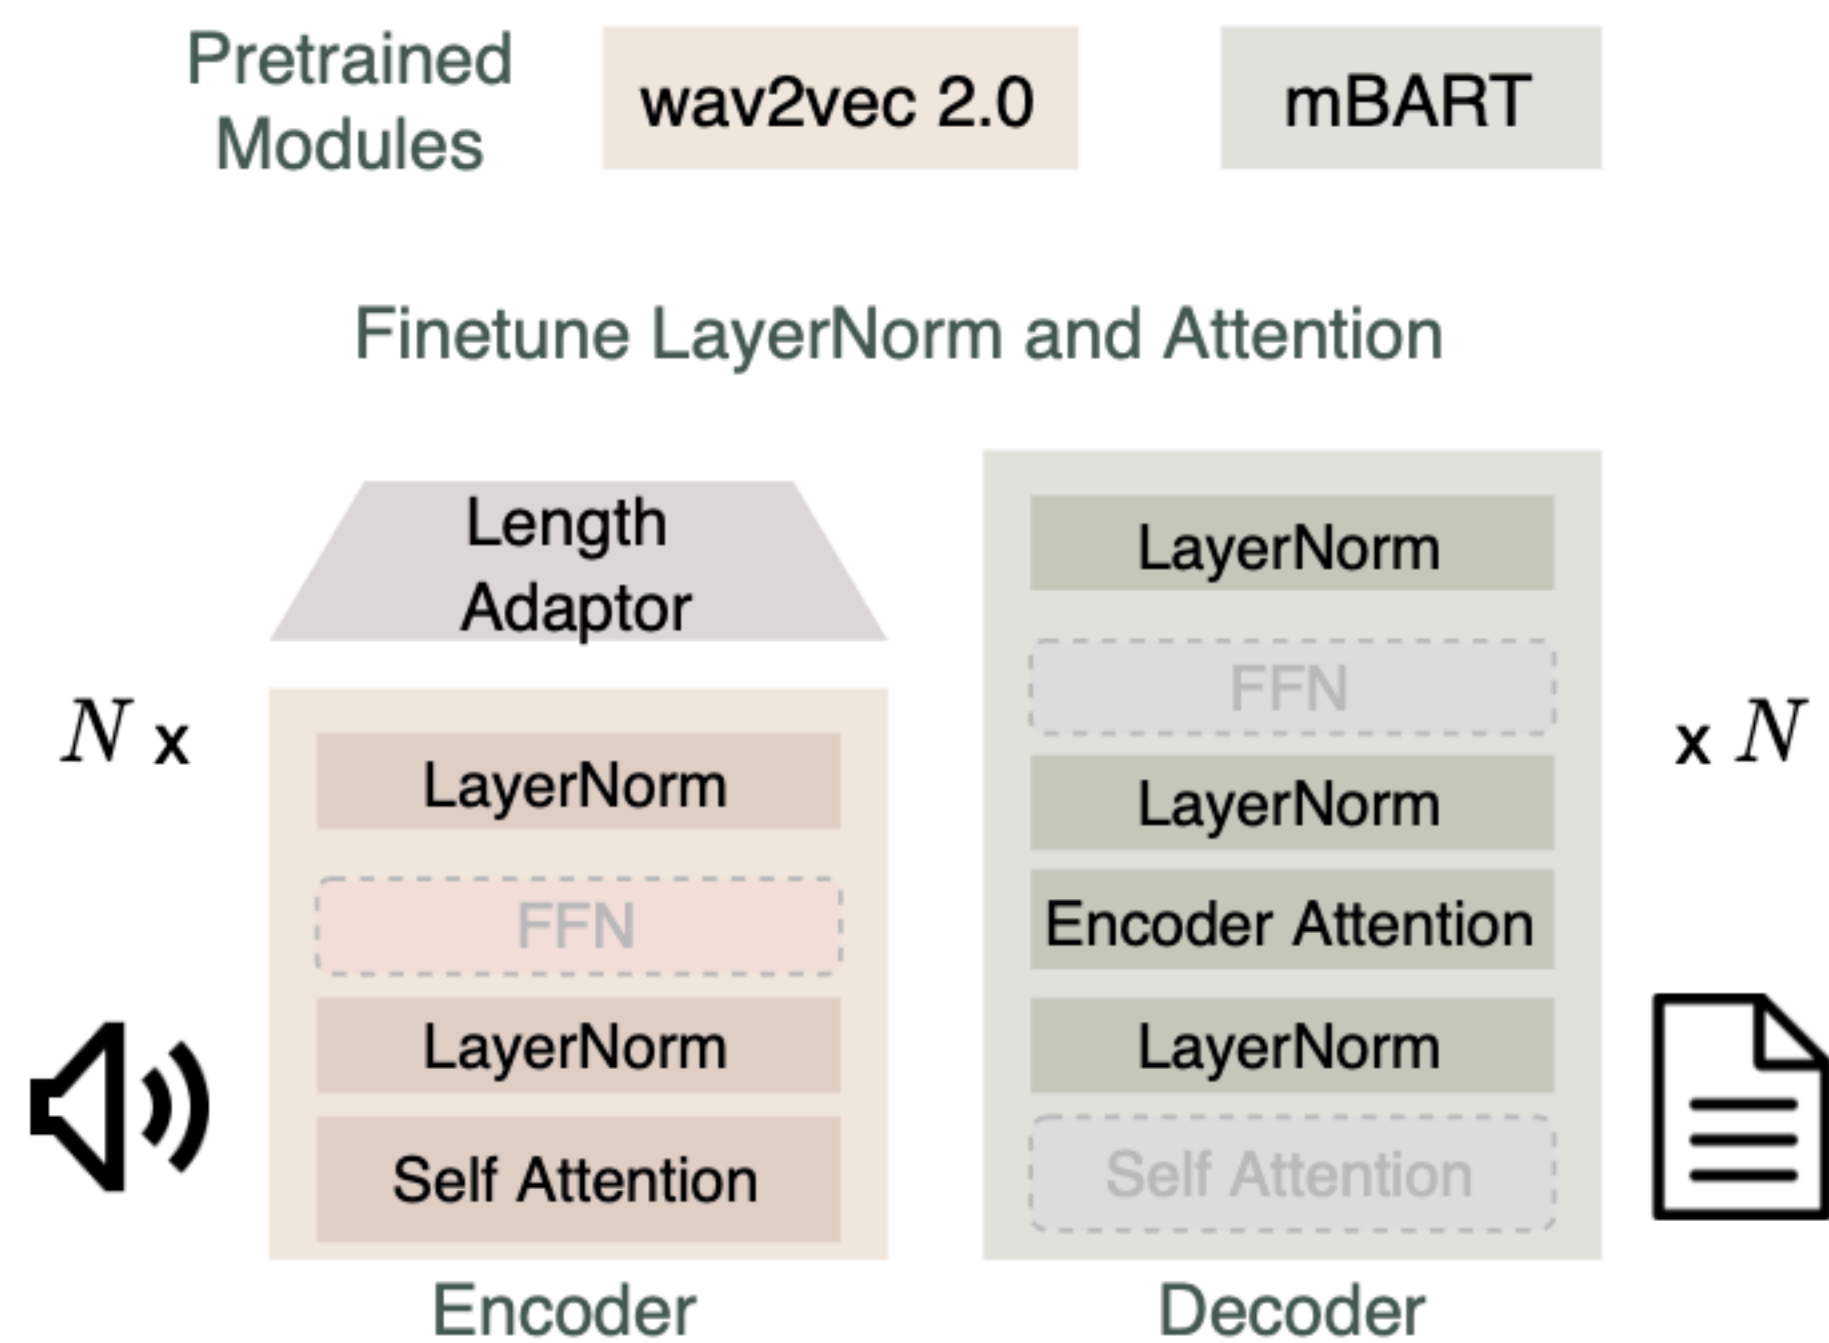 Pretrained
Modules
wav2vec 2.0
mBART
Finetune LayerNorm and Attention
Length
Adaptor
N x
LayerNorm
FFN
LayerNorm
Self Attention
Encoder
LayerNorm
FFN
LayerNorm
Encoder Attention
LayerNorm
Self Attention
x N
Decoder